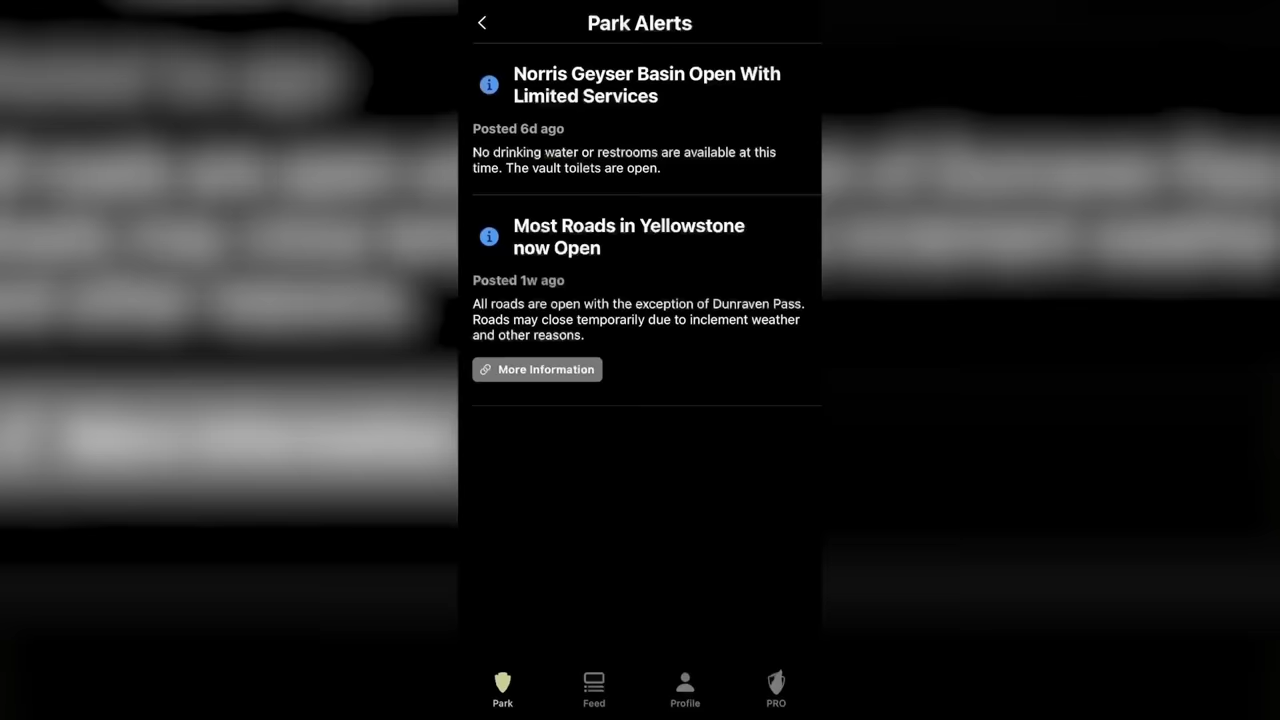 Park Alerts
Norris Geyser Basin Open With
Limited Services
Posted 6d ago
No drinking water or restrooms are available at this
time. The vault toilets are open.
Most Roads in Yellowstone
now Open
Posted 1w ago
All roads are open with the exception of Dunraven Pass.
Roads may close temporarily due to inclement weather
and other reasons.
More Information
Park
Feed
Profile
PRO